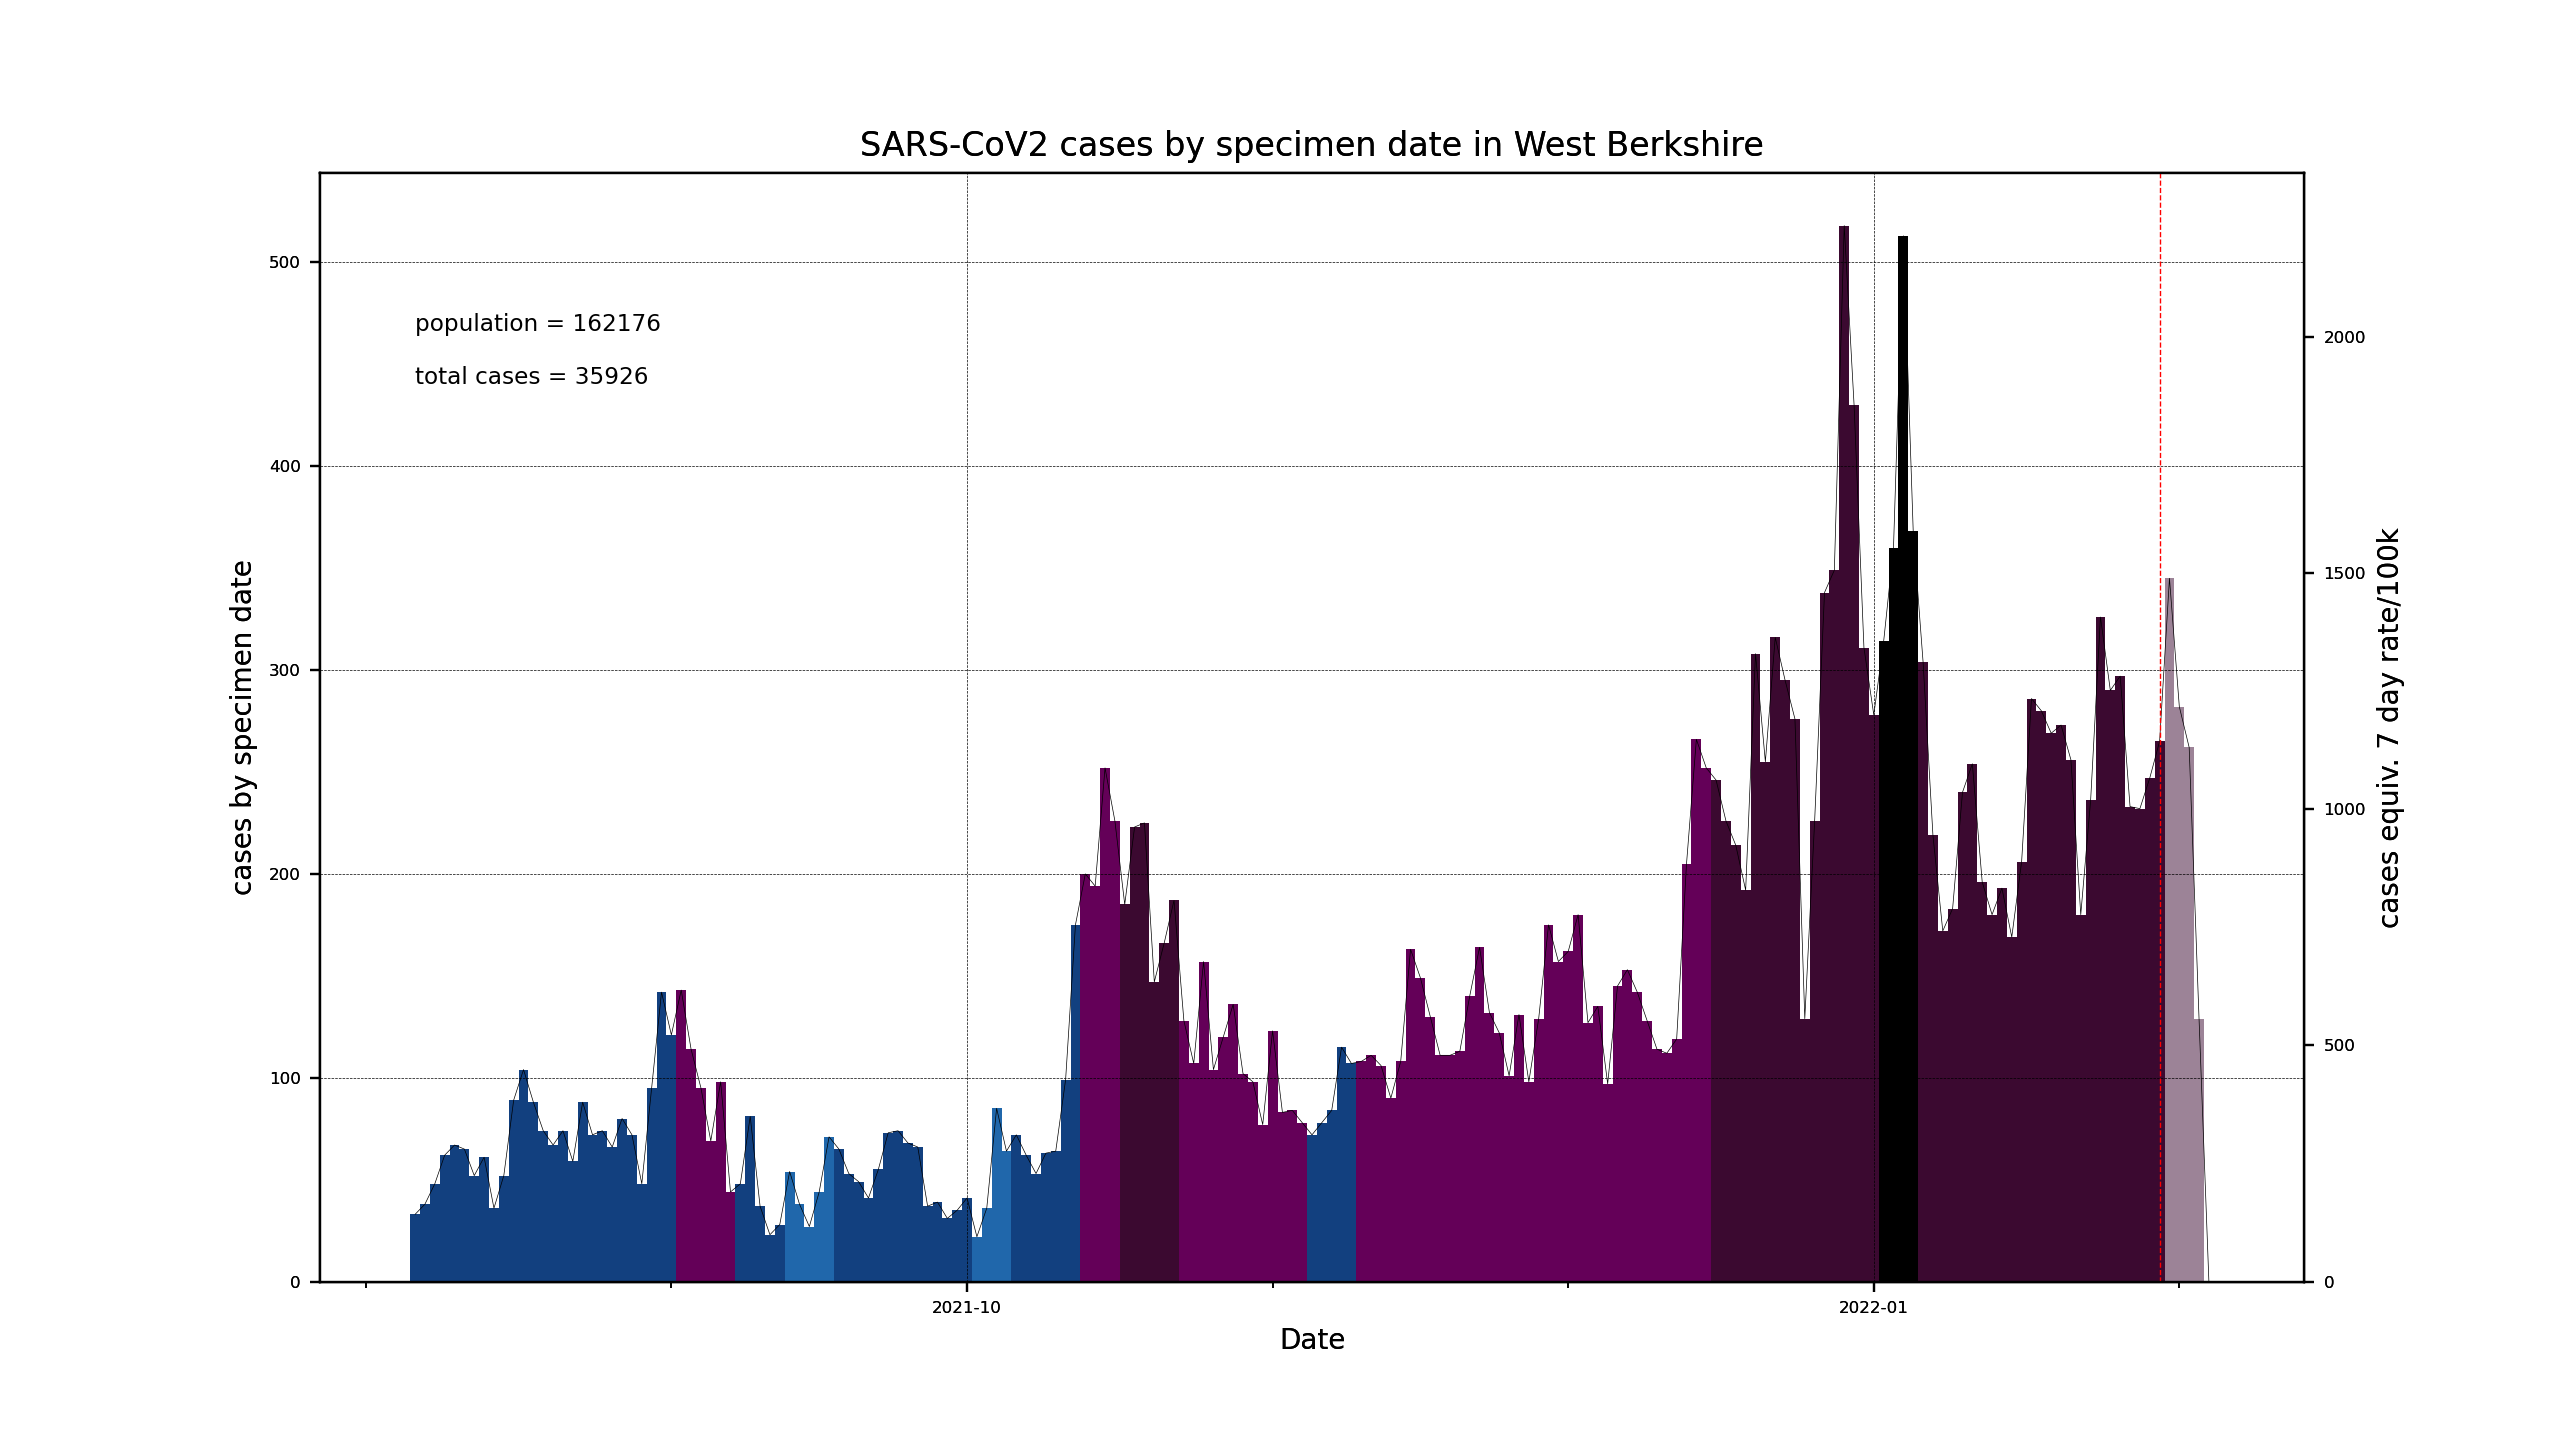 SARS-CoV2 cases by specimen date in West Berkshire
population = 162176
total cases = 35926
cases by specimen date
500
400
300
200
100
0
2000
1500
1000
500
0
cases equiv. 7 day rate/100k
2021-10
2022-01
Date